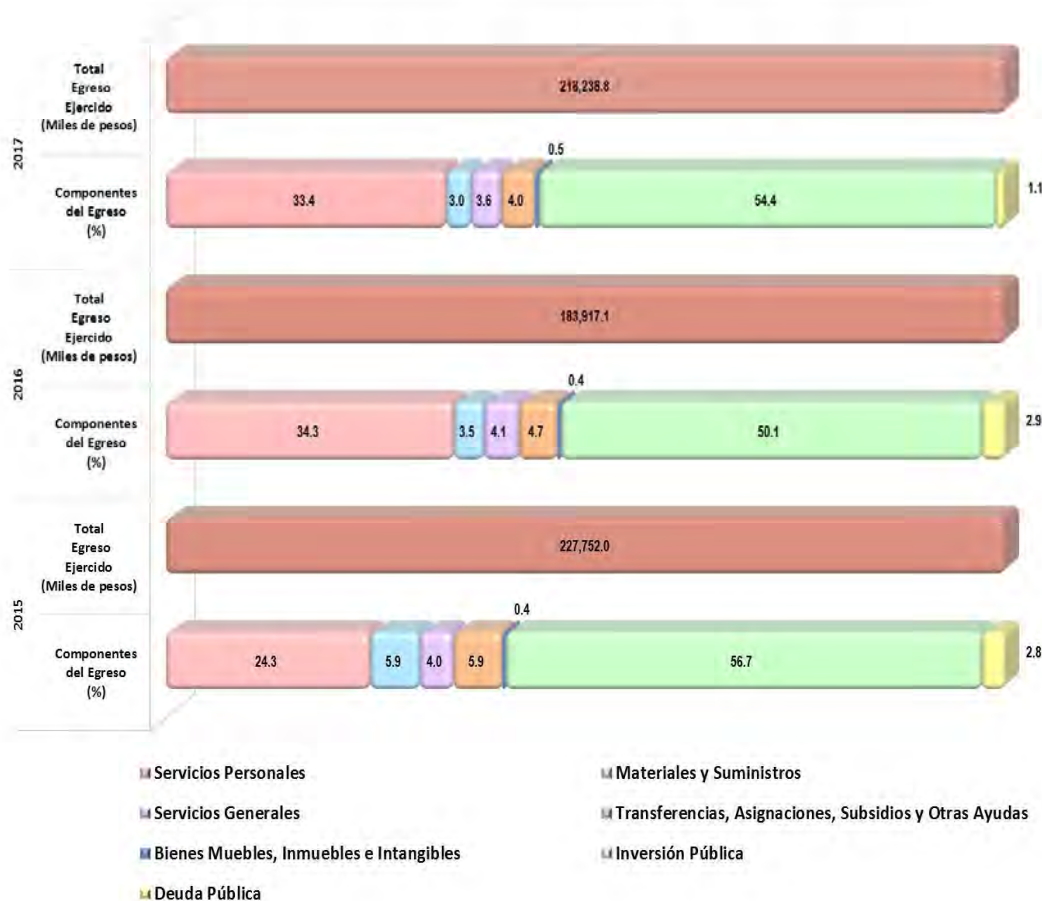 2017
Total
Egreso
Ejercido
(Miles de pesos)
218,238.8
Componentes
del Egreso
(%)
33.4
3.0
3.6
4.0
0.5
54.4
1.1
2016
Total
Egreso
Ejercido
(Miles de pesos)
183,917.1
Componentes
del Egreso
(%)
34.3
3.5
4.1
4.7
0.4
50.1
2.9
2015
Total
Egreso
Ejercido
(Miles de pesos)
227,752.0
Componentes
del Egreso
(%)
24.3
5.9
4.0
5.9
0.4
56.7
2.8
Servicios Personales
Materiales y Suministros
Servicios Generales
Transferencias, Asignaciones, Subsidios y Otras Ayudas
Bienes Muebles, Inmuebles e Intangibles
Inversión Pública
Deuda Pública